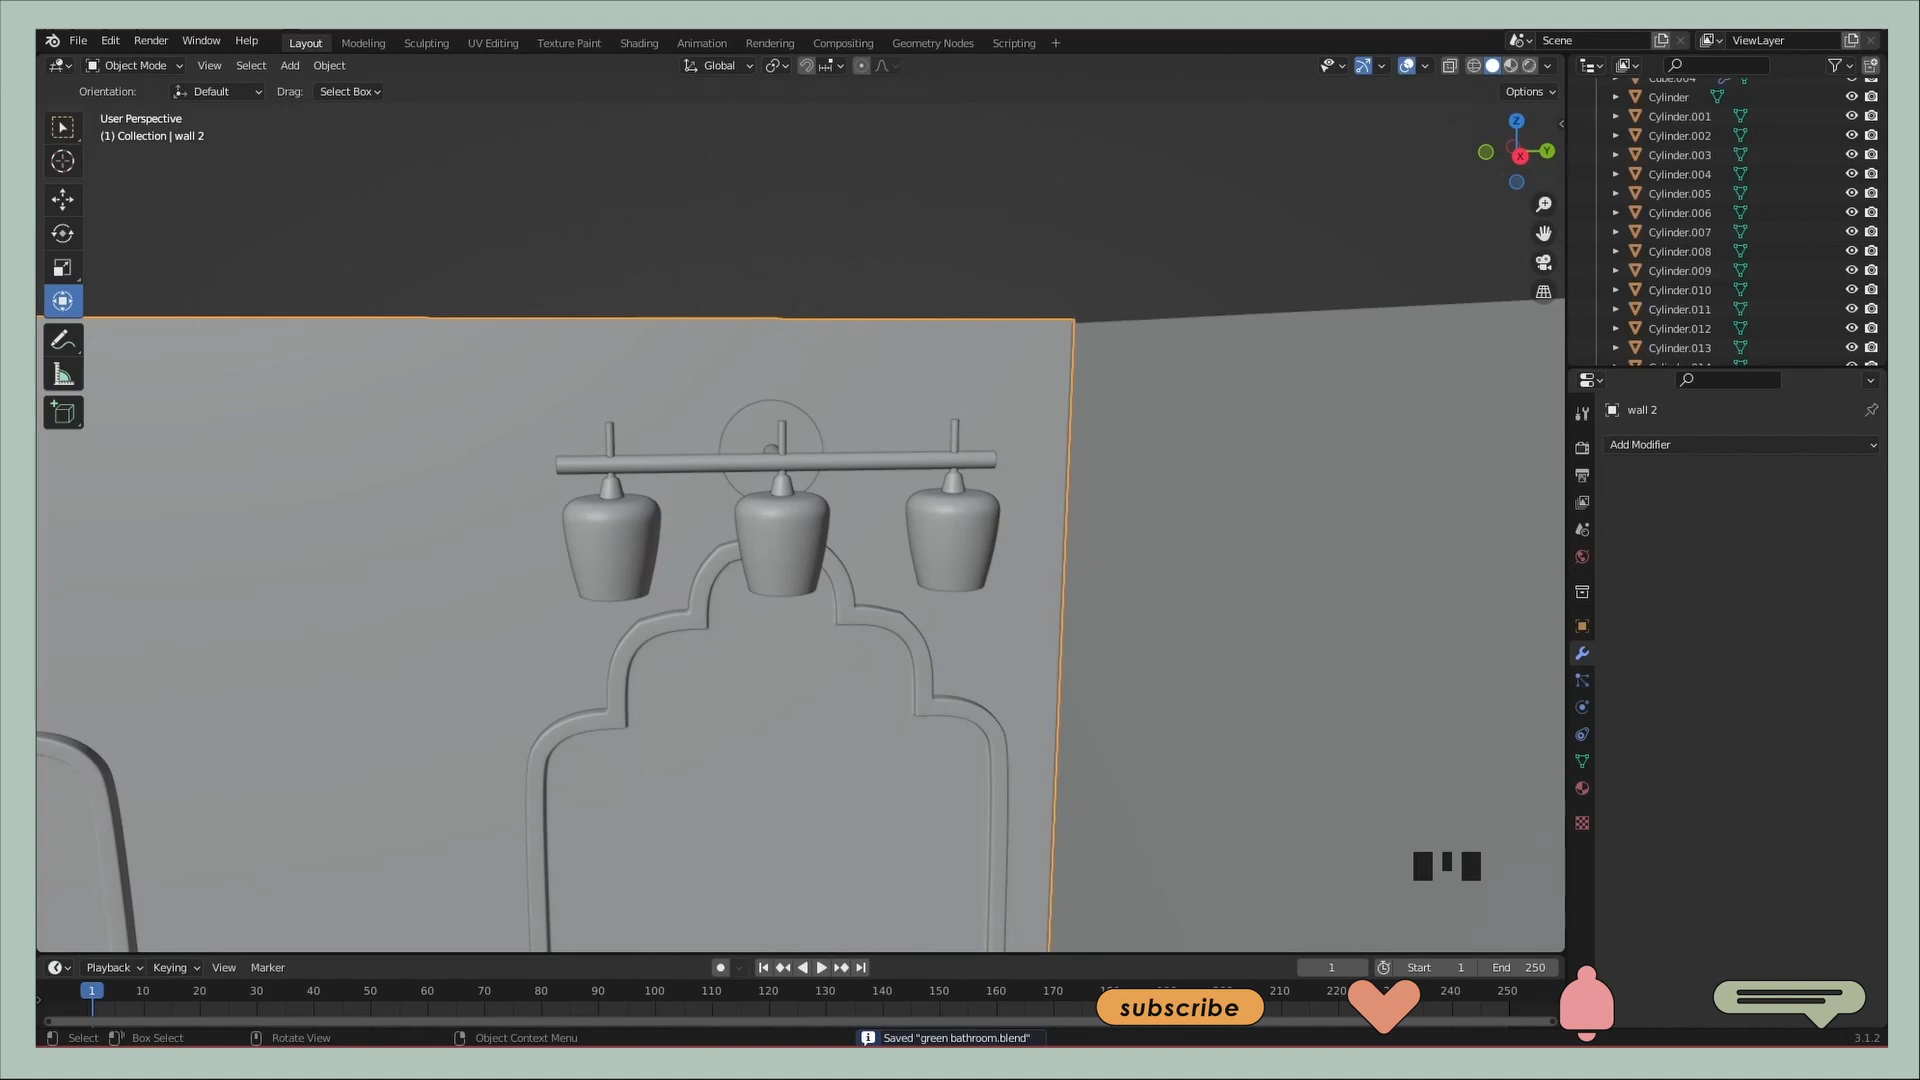 File Edit Render Window Help Layout Modeling Sculpting UV Editing Texture Paint Shading Animation Rendering Compositing Geometry Nodes Scripting + Scene ViewLayer
Object Mode View Select Add Object Global
Orientation: Default Drag: Select Box Options
User Perspective
(1) Collection | wall 2
Z
Y
X
Cube.004
Cylinder
Cylinder.001
Cylinder.002
Cylinder.003
Cylinder.004
Cylinder.005
Cylinder.006
Cylinder.007
Cylinder.008
Cylinder.009
Cylinder.010
Cylinder.011
Cylinder.012
Cylinder.013
wall 2
Add Modifier
Playback Keying View Marker 1 Start 1 End 250
1 10 20 30 40 50 60 70 80 90 100 110 120 130 140 150 160 170 210 220 240 250
subscribe
Select Box Select Rotate View Object Context Menu Saved "green bathroom.blend" 3.1.2